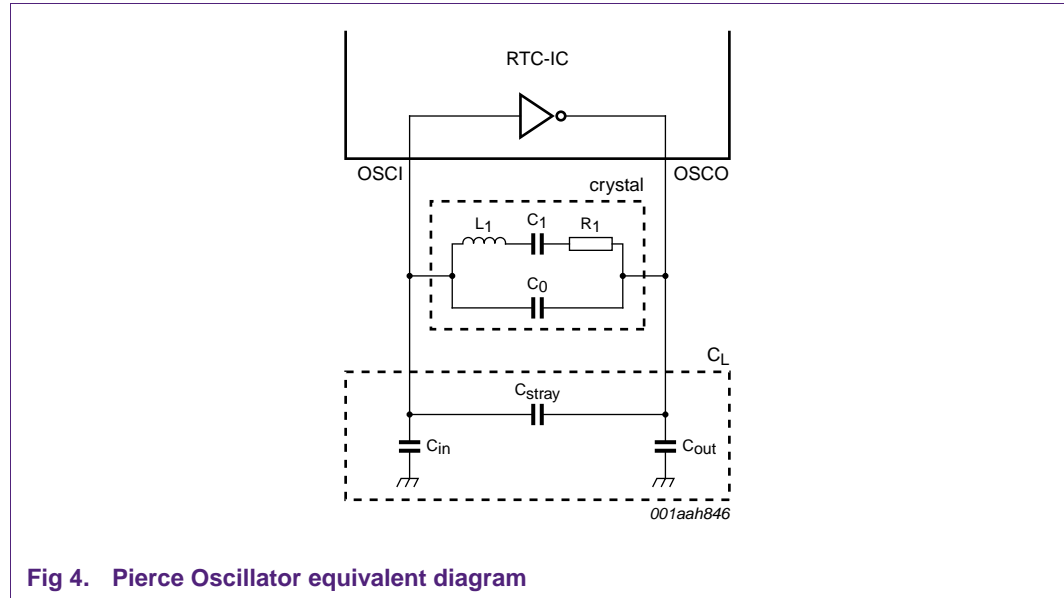 RTC-IC
OSCI
OSCO
crystal
L1
C1
R1
C0
CL
Cstray
Cin
Cout
001aah846
Fig 4. Pierce Oscillator equivalent diagram